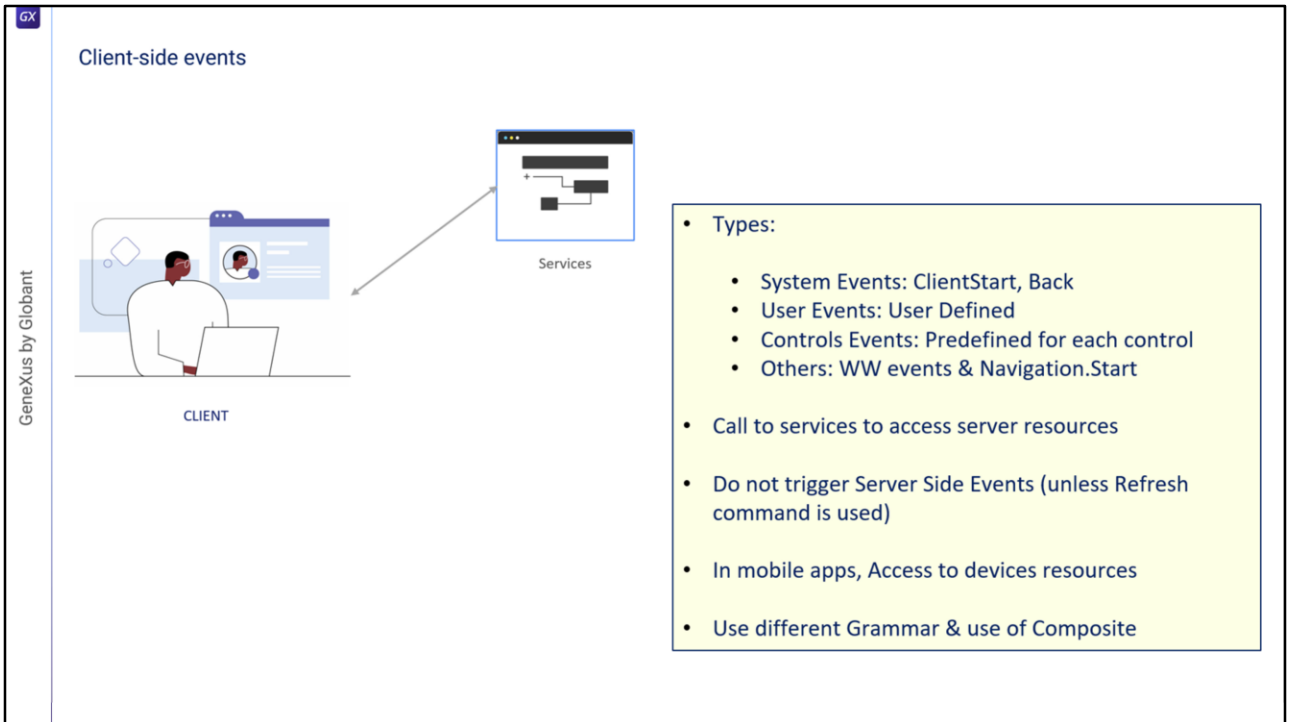 GX
Client-side events
GeneXus by Globant
CLIENT
Services
• Types:
• System Events: ClientStart, Back
• User Events: User Defined
• Controls Events: Predefined for each control
• Others: WW events & Navigation.Start
• Call to services to access server resources
• Do not trigger Server Side Events (unless Refresh
command is used)
• In mobile apps, Access to devices resources
• Use different Grammar & use of Composite